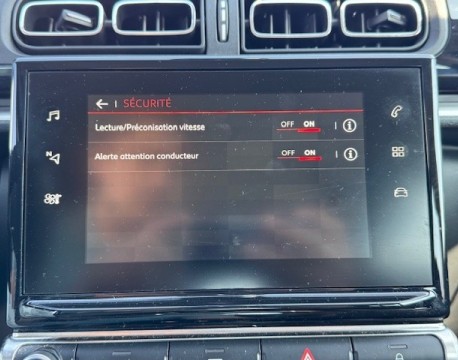 SÉCURITÉ
Lecture/Préconisation vitesse OFF ON
Alerte attention conducteur OFF ON
N